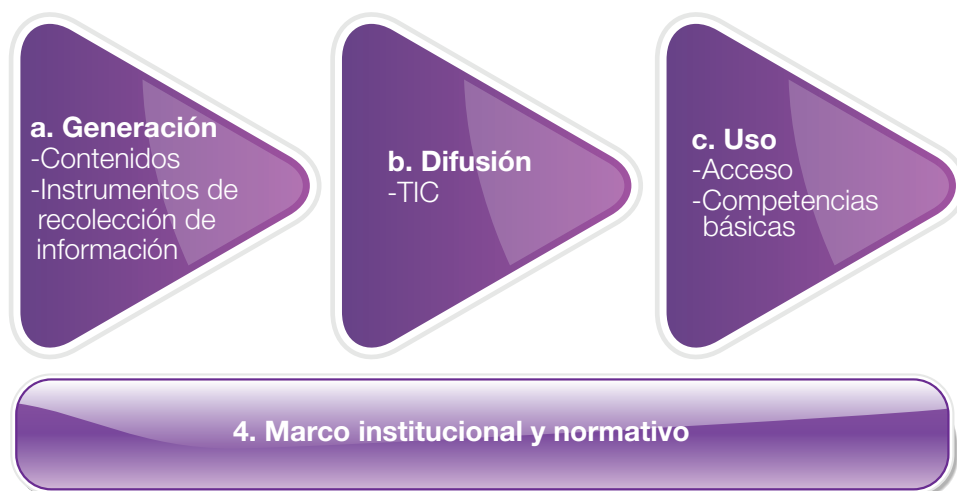 a. Generación
-Contenidos
-Instrumentos de
recolección de
información
b. Difusión
-TIC
c. Uso
-Acceso
-Competencias
básicas
4. Marco institucional y normativo